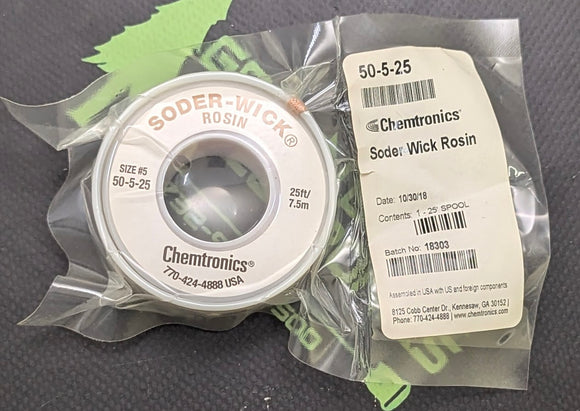 SODER-WICK®
ROSIN
SIZE #5
50-5-25
25ft/
7.5m
Chemtronics®
770-424-4888 USA
50-5-25
Chemtronics®
Soder Wick Rosin
Date: 10/30/18
Contents: 1 - 25' SPOOL
Batch No: 18303
Assembled in USA with US and foreign components
8125 Cobb Center Dr., Kennesaw, GA 30152 |
Phone: 770-424-4888 | www.chemtronics.com